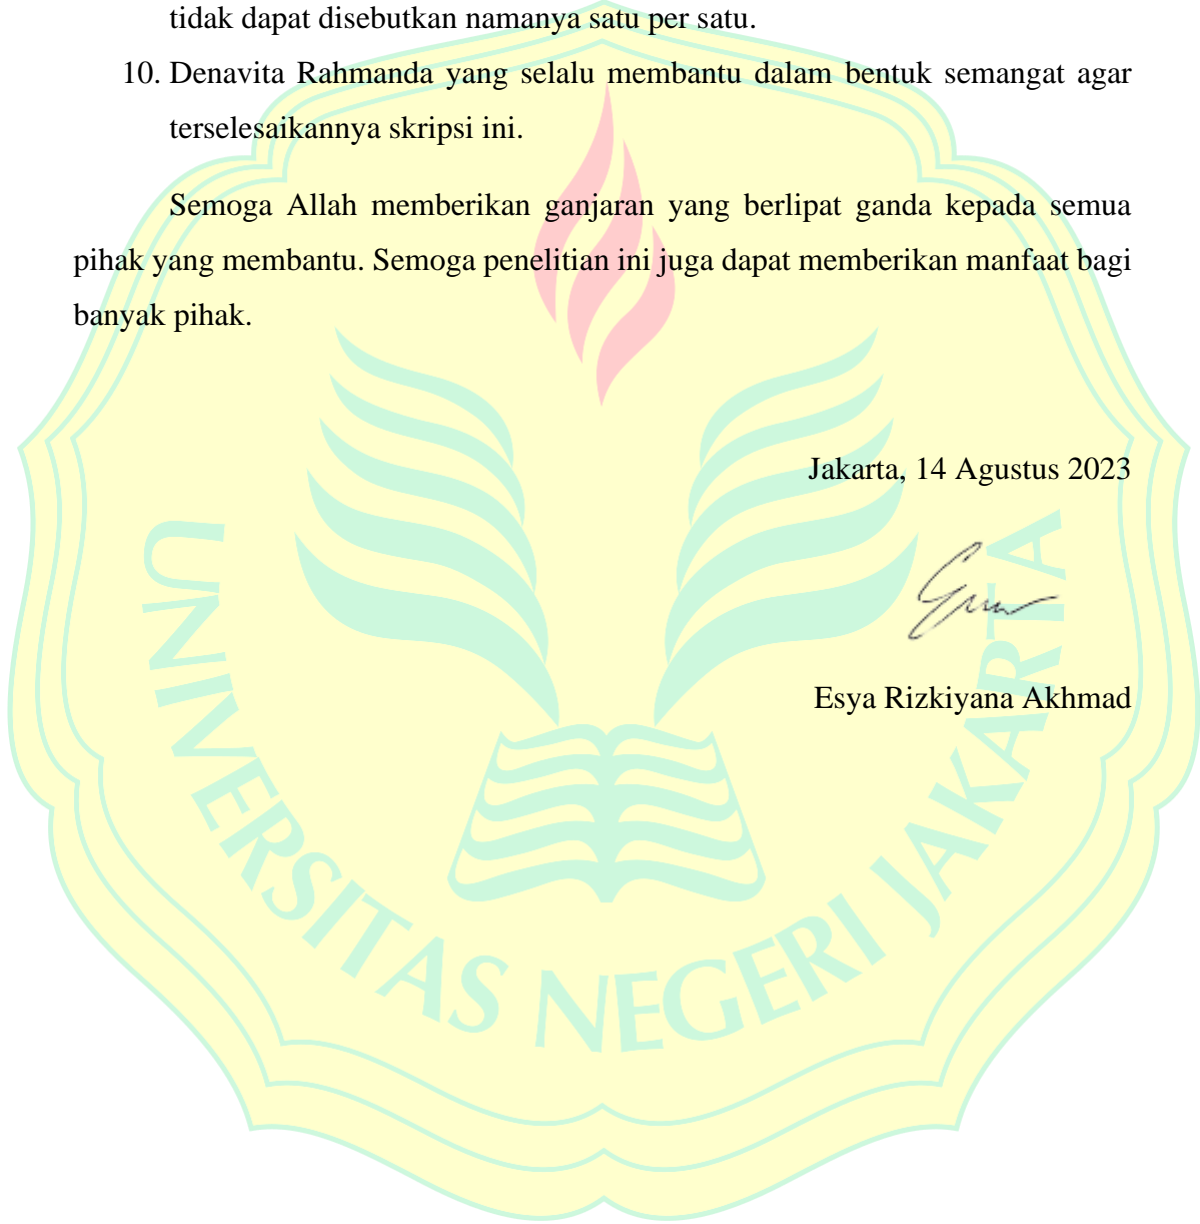 tidak dapat disebutkan namanya satu per satu.
10. Denavita Rahmanda yang selalu membantu dalam bentuk semangat agar
terselesaikannya skripsi ini.
Semoga Allah memberikan ganjaran yang berlipat ganda kepada semua
pihak yang membantu. Semoga penelitian ini juga dapat memberikan manfaat bagi
banyak pihak.
Jakarta, 14 Agustus 2023
Esya Rizkiyana Akhmad
UNIVERSITAS NEGERI JAKARTA